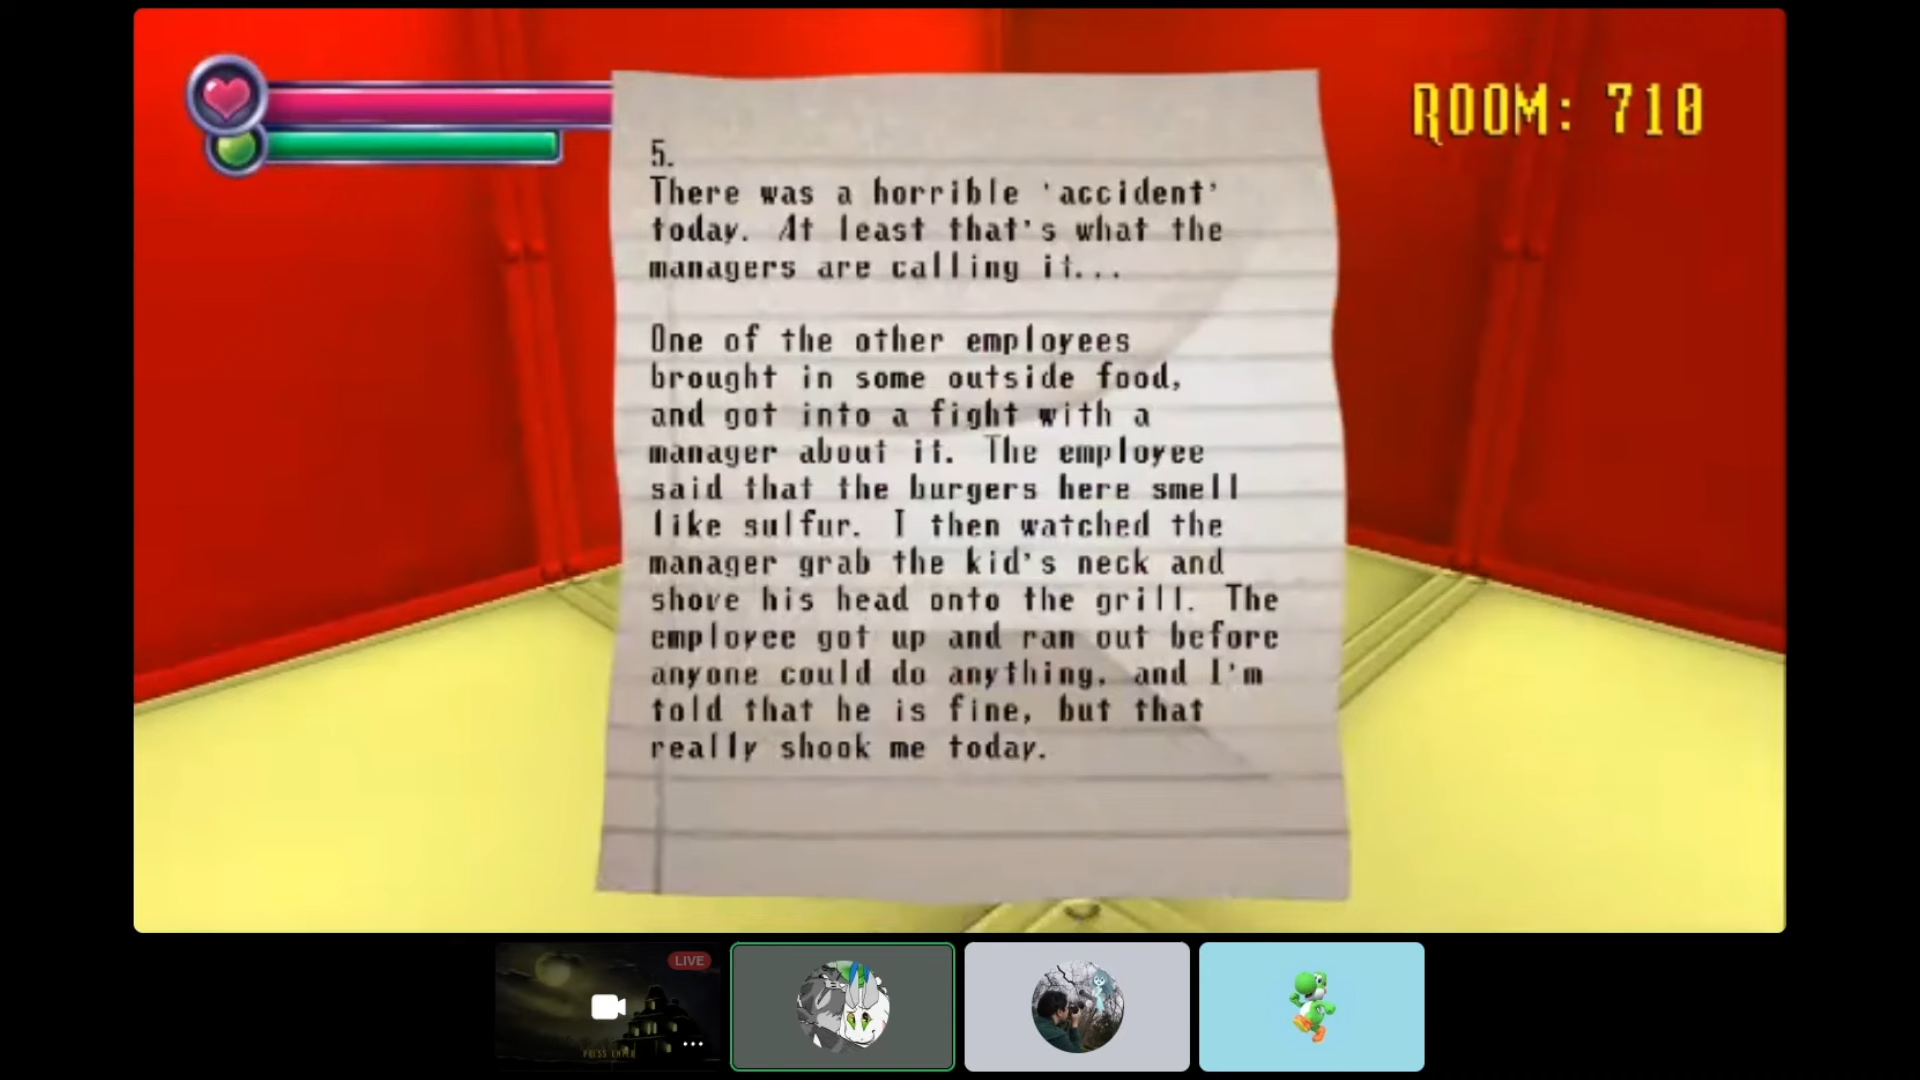 ROOM: 710
5.
There was a horrible 'accident'
today. At least that's what the
managers are calling it...
One of the other employees
brought in some outside food,
and got into a fight with a
manager about it. The employee
said that the burgers here smell
like sulfur. I then watched the
manager grab the kid's neck and
shove his head onto the grill. The
employee got up and ran out before
anyone could do anything, and I'm
told that he is fine, but that
really shook me today.
LIVE
PRESS ENTER